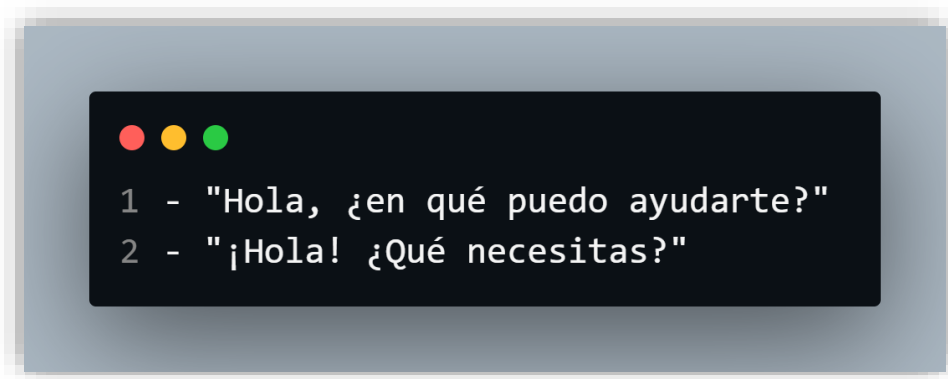 1 - "Hola, ¿en qué puedo ayudarte?"
2 - "¡Hola! ¿Qué necesitas?"